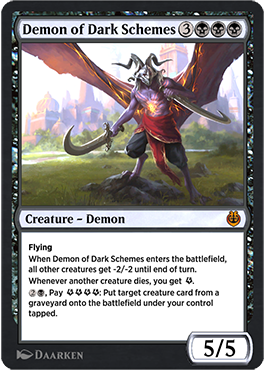 Demon of Dark Schemes 3
Creature – Demon
Flying
When Demon of Dark Schemes enters the battlefield,
all other creatures get -2/-2 until end of turn.
Whenever another creature dies, you get .
2, Pay : Put target creature card from a
graveyard onto the battlefield under your control
tapped.
5/5
DAARKEN